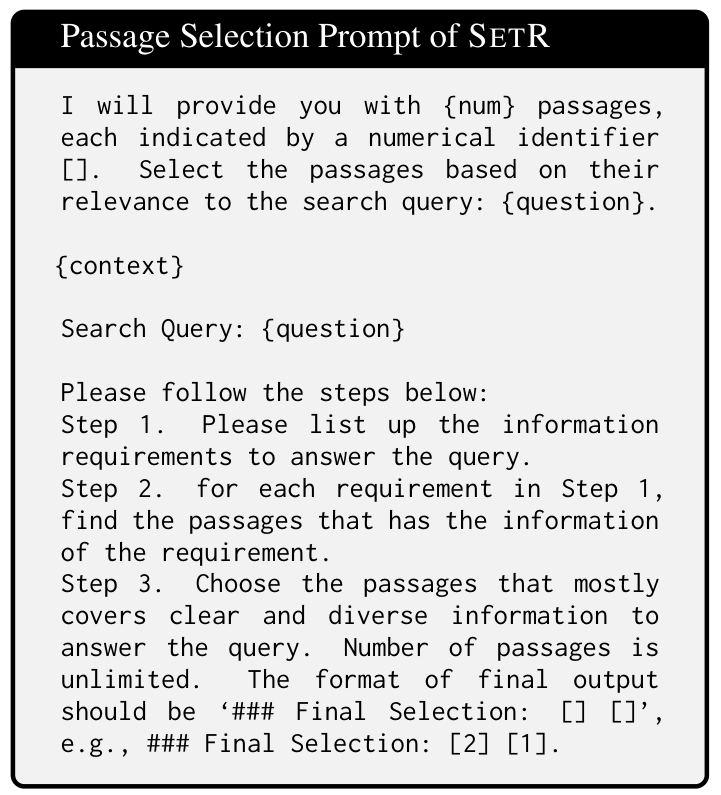 Passage Selection Prompt of SETR
I will provide you with {num} passages,
each indicated by a numerical identifier
[]. Select the passages based on their
relevance to the search query: {question}.
{context}
Search Query: {question}
Please follow the steps below:
Step 1. Please list up the information
requirements to answer the query.
Step 2. for each requirement in Step 1,
find the passages that has the information
of the requirement.
Step 3. Choose the passages that mostly
covers clear and diverse information to
answer the query. Number of passages is
unlimited. The format of final output
should be ‘### Final Selection: [] []’,
e.g., ### Final Selection: [2] [1].